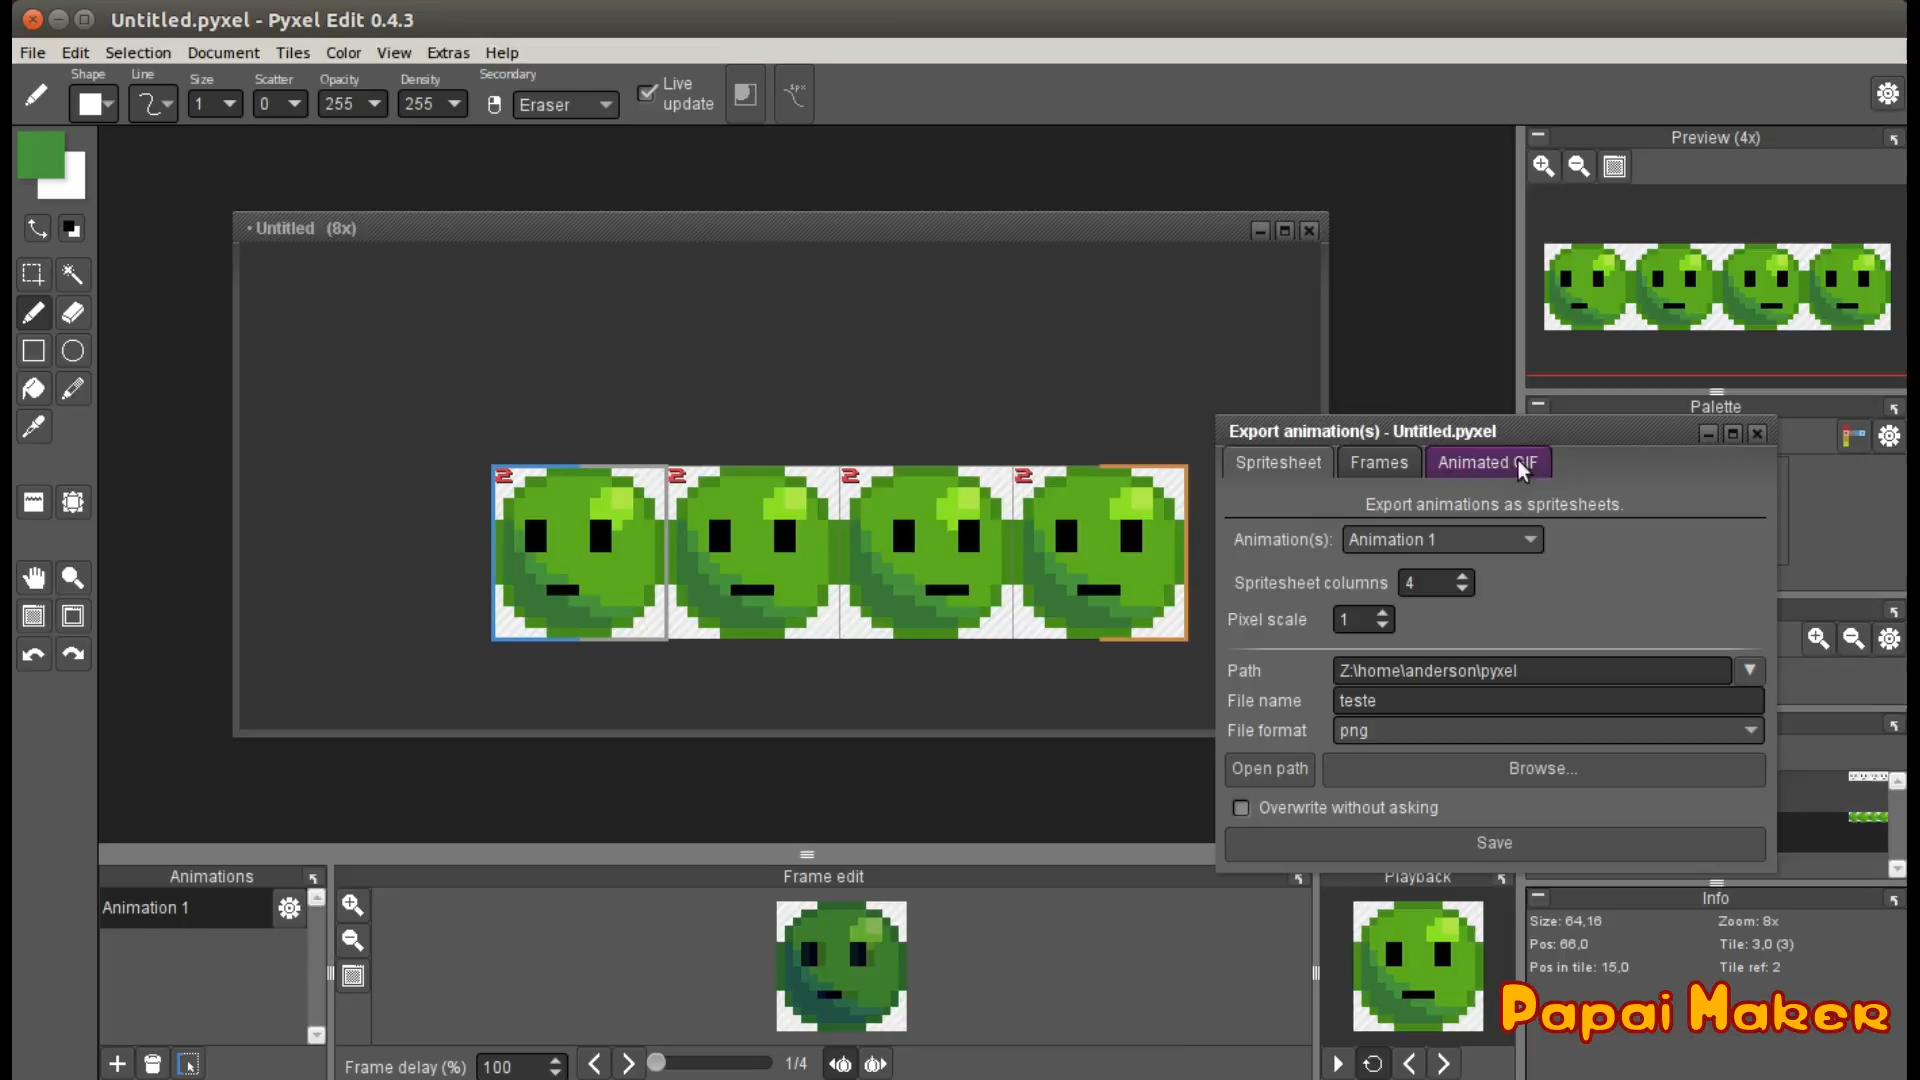 Untitled.pyxel - Pyxel Edit 0.4.3
File Edit Selection Document Tiles Color View Extras Help
Shape Line Size Scatter Opacity Density Secondary
1 0 255 255 Eraser Live update 1px
Preview (4x)
• Untitled (8x)
Palette
2 2 2 2
Export animation(s) - Untitled.pyxel
Spritesheet Frames Animated GIF
Export animations as spritesheets.
Animation(s): Animation 1
Spritesheet columns 4
Pixel scale 1
Path Z:\home\anderson\pyxel
File name teste
File format png
Open path Browse...
Overwrite without asking
Save
Animations Frame edit Playback Info
Animation 1
Size: 64,16 Zoom: 8x
Pos: 66,0 Tile: 3,0 (3)
Pos in tile: 15,0 Tile ref: 2
Papai Maker
Frame delay (%) 100 1/4